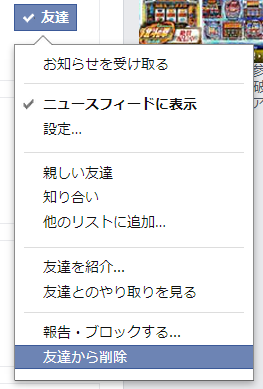 友達
お知らせを受け取る
ニュースフィードに表示
設定...
親しい友達
知り合い
他のリストに追加...
友達を紹介...
友達とのやり取りを見る
報告・ブロックする...
友達から削除
参
破
ア